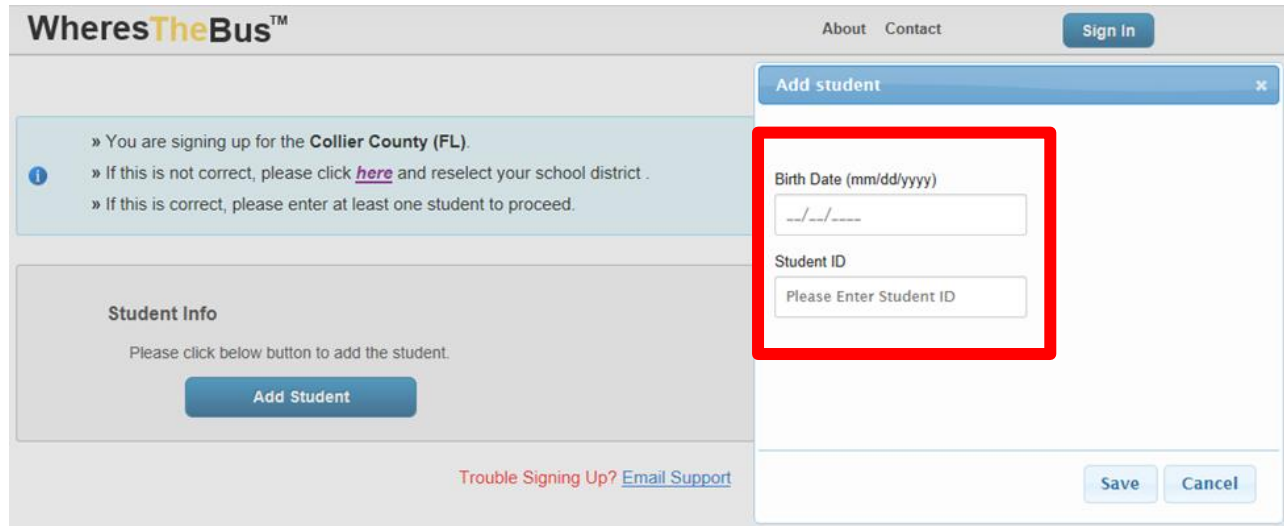 WheresTheBus™
About Contact
Sign In
» You are signing up for the Collier County (FL).
» If this is not correct, please click here and reselect your school district .
» If this is correct, please enter at least one student to proceed.
Student Info
Please click below button to add the student.
Add Student
Trouble Signing Up? Email Support
Add student
Birth Date (mm/dd/yyyy)
__/__/____
Student ID
Please Enter Student ID
Save
Cancel